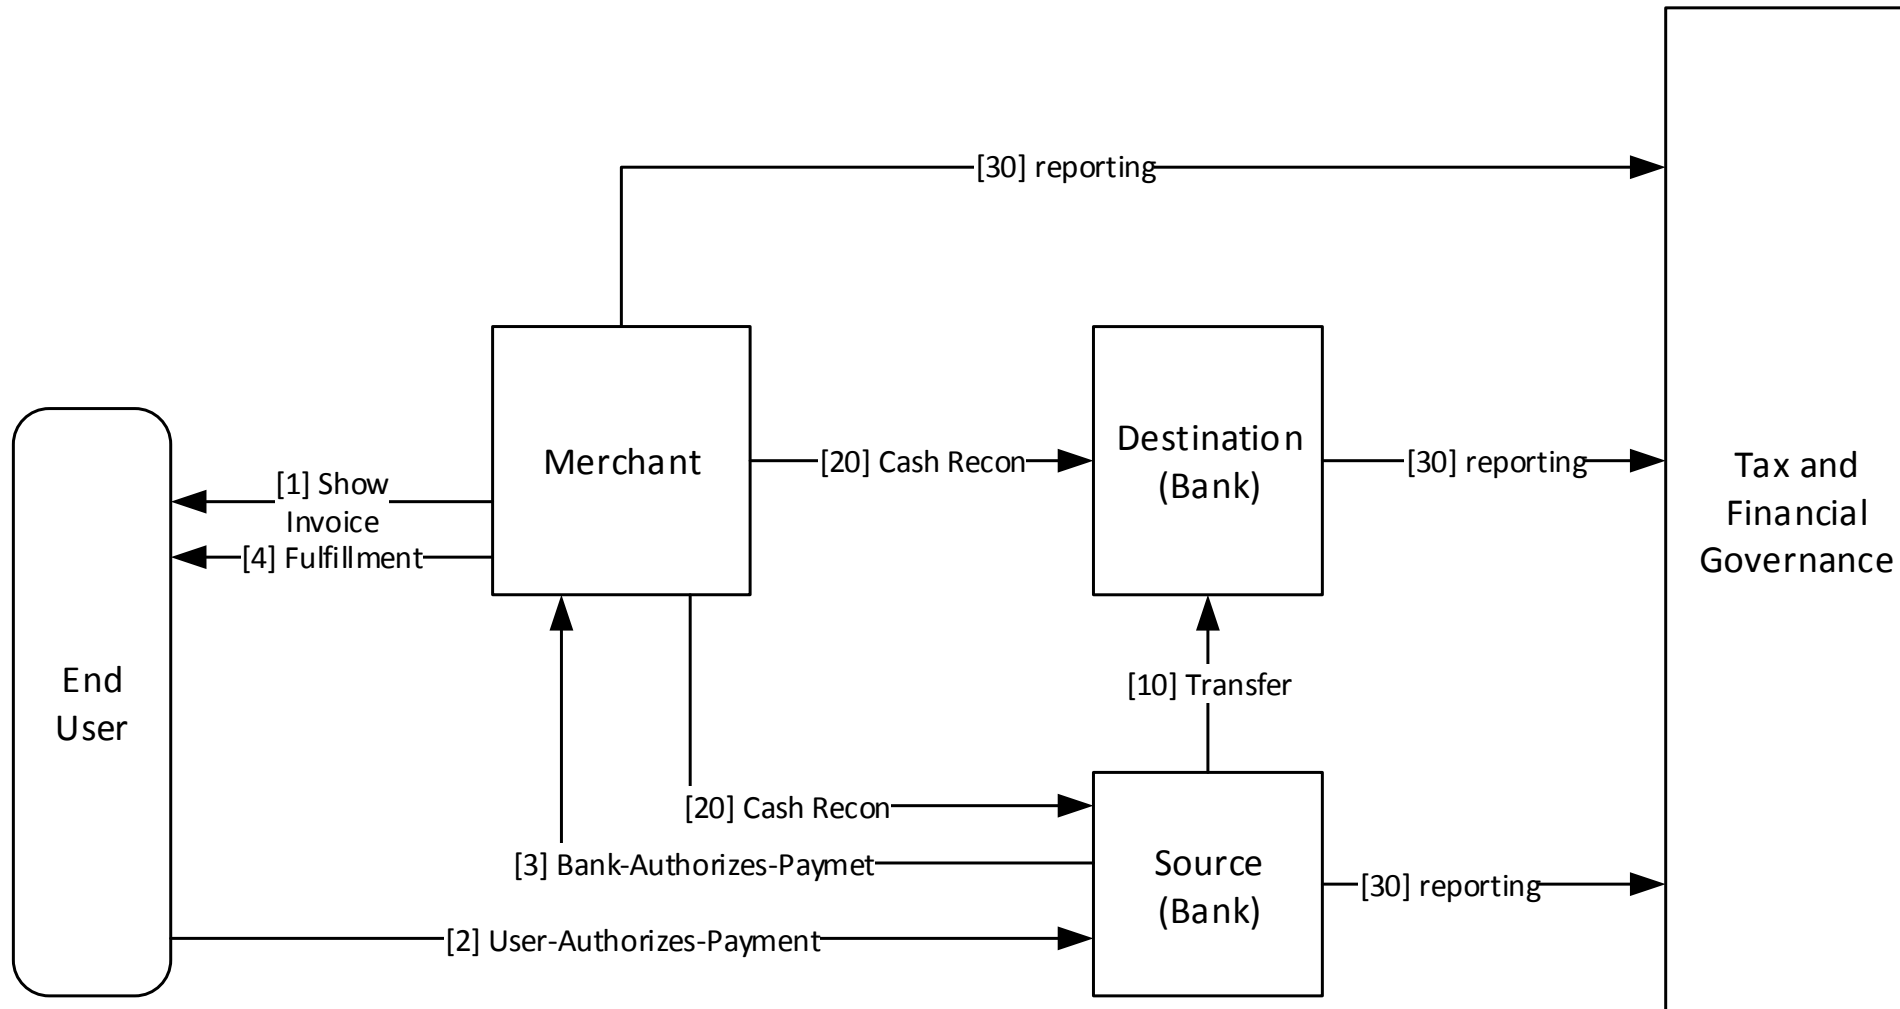 [30] reporting
Merchant
[20] Cash Recon
Destination
(Bank)
[30] reporting
Tax and
Financial
Governance
[1] Show
Invoice
[4] Fulfillment
End
User
[10] Transfer
[20] Cash Recon
[3] Bank-Authorizes-Paymet
Source
(Bank)
[30] reporting
[2] User-Authorizes-Payment